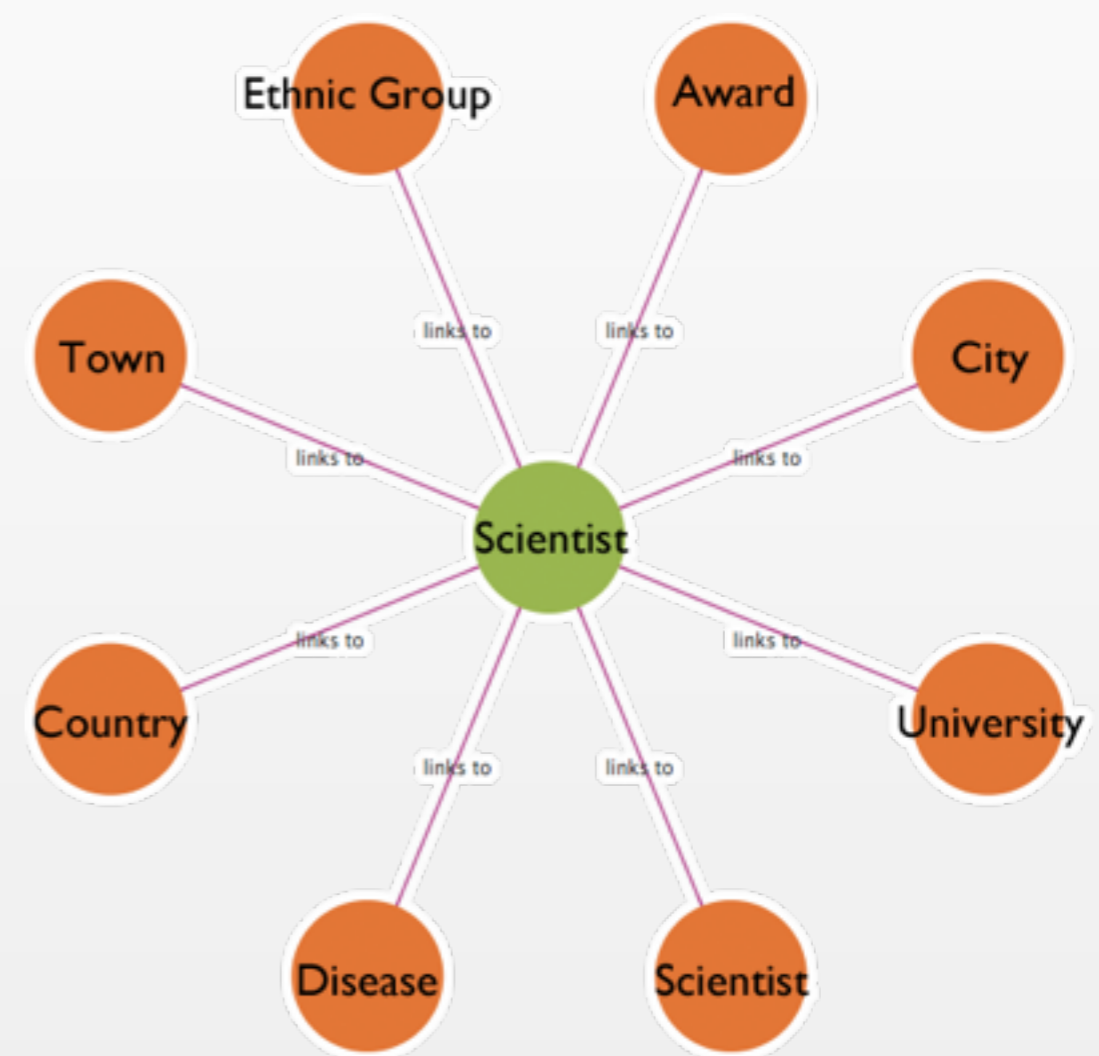 Ethnic Group
Award
links to
links to
Town
City
links to
links to
Scientist
links to
links to
Country
University
links to
links to
Disease
Scientist